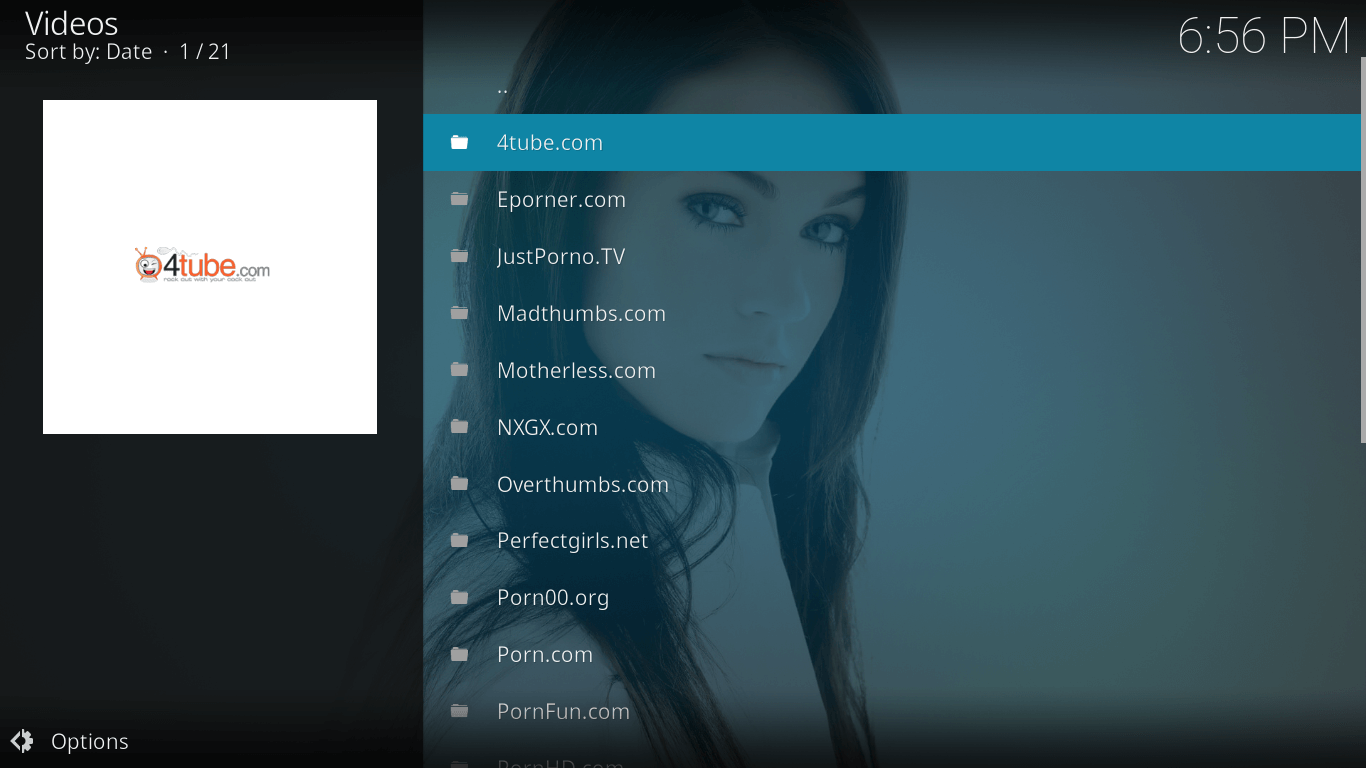 Videos
Sort by: Date · 1 / 21
6:56 PM
..
4tube.com
4tube.com
rock out with your cock out
Eporner.com
JustPorno.TV
Madthumbs.com
Motherless.com
NXGX.com
Overthumbs.com
Perfectgirls.net
Porn00.org
Porn.com
PornFun.com
PornHD.com
Options